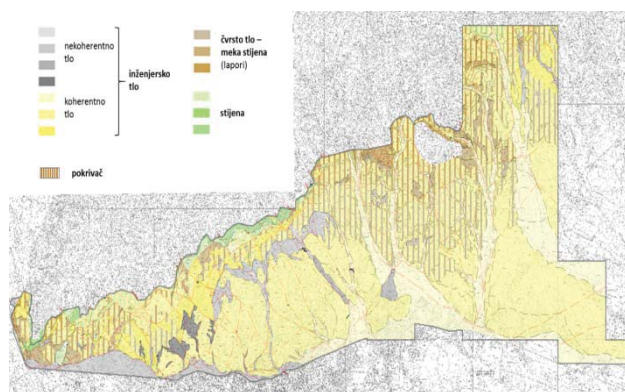 nekoherentno
tlo
koherentno
tlo
inženjersko
tlo
pokrivač
čvrsto tlo –
meka stijena
(lapori)
stijena